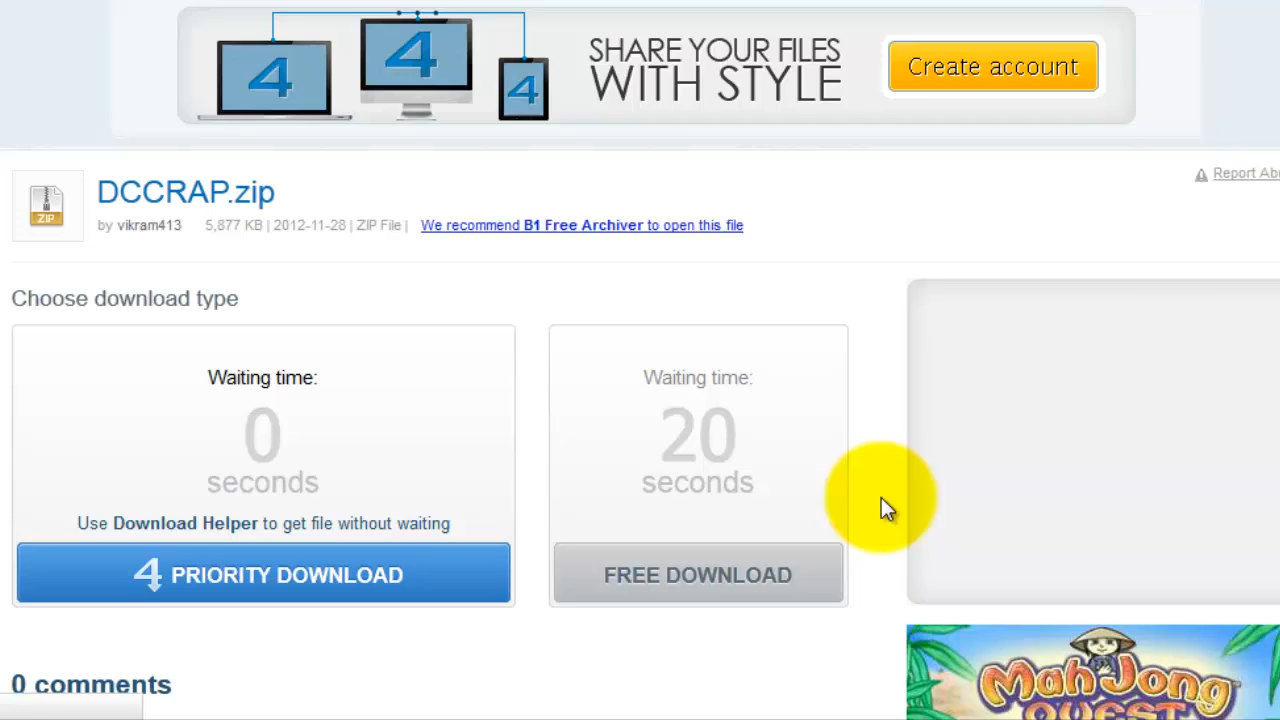 4 4 4
SHARE YOUR FILES
WITH STYLE
Create account
Report Abu
DCCRAP.zip
ZIP
by vikram413 5,877 KB | 2012-11-28 | ZIP File | We recommend B1 Free Archiver to open this file
Choose download type
Waiting time:
0
seconds
Use Download Helper to get file without waiting
4 PRIORITY DOWNLOAD
Waiting time:
20
seconds
FREE DOWNLOAD
0 comments
MahJong
QUEST